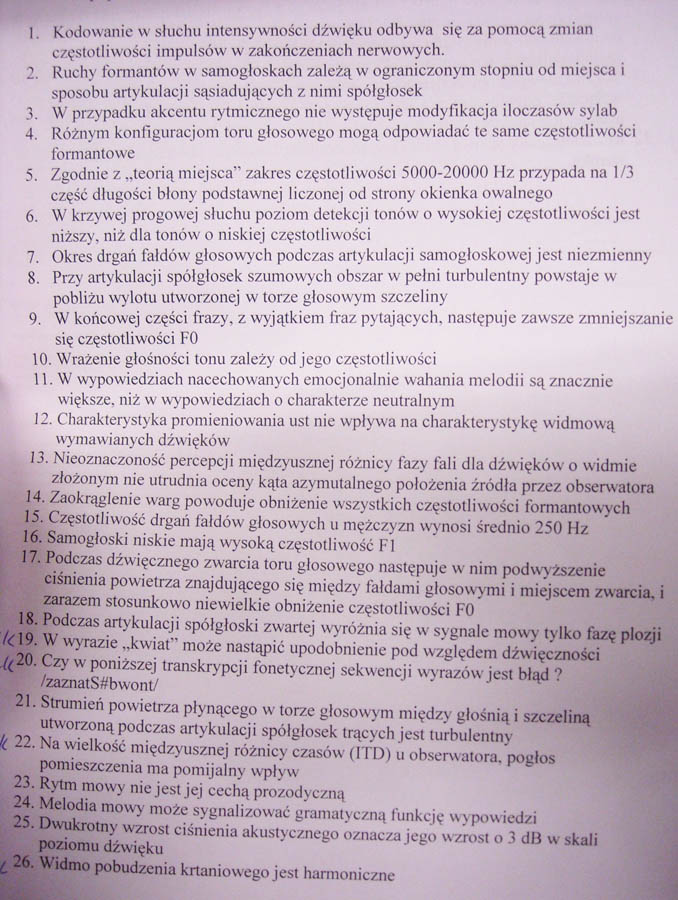 1. Kodowanie w słuchu intensywności dźwięku odbywa się za pomocą zmian
częstotliwości impulsów w zakończeniach nerwowych.
2. Ruchy formantów w samogłoskach zależą w ograniczonym stopniu od miejsca i
sposobu artykulacji sąsiadujących z nimi spółgłosek
3. W przypadku akcentu rytmicznego nie występuje modyfikacja iloczasów sylab
4. Różnym konfiguracjom toru głosowego mogą odpowiadać te same częstotliwości
formantowe
5. Zgodnie z „teorią miejsca” zakres częstotliwości 5000-20000 Hz przypada na 1/3
część długości błony podstawnej liczonej od strony okienka owalnego
6. W krzywej progowej słuchu poziom detekcji tonów o wysokiej częstotliwości jest
niższy, niż dla tonów o niskiej częstotliwości
7. Okres drgań fałdów głosowych podczas artykulacji samogłoskowej jest niezmienny
8. Przy artykulacji spółgłosek szumowych obszar w pełni turbulentny powstaje w
pobliżu wylotu utworzonej w torze głosowym szczeliny
9. W końcowej części frazy, z wyjątkiem fraz pytających, następuje zawsze zmniejszanie
się częstotliwości F0
10. Wrażenie głośności tonu zależy od jego częstotliwości
11. W wypowiedziach nacechowanych emocjonalnie wahania melodii są znacznie
większe, niż w wypowiedziach o charakterze neutralnym
12. Charakterystyka promieniowania ust nie wpływa na charakterystykę widmową
wymawianych dźwięków
13. Nieoznaczoność percepcji międzyusznej różnicy fazy fali dla dźwięków o widmie
złożonym nie utrudnia oceny kąta azymutalnego położenia źródła przez obserwatora
14. Zaokrąglenie warg powoduje obniżenie wszystkich częstotliwości formantowych
15. Częstotliwość drgań fałdów głosowych u mężczyzn wynosi średnio 250 Hz
16. Samogłoski niskie mają wysoką częstotliwość F1
17. Podczas dźwięcznego zwarcia toru głosowego następuje w nim podwyższenie
ciśnienia powietrza znajdującego się między fałdami głosowymi i miejscem zwarcia, i
zarazem stosunkowo niewielkie obniżenie częstotliwości F0
18. Podczas artykulacji spółgłoski zwartej wyróżnia się w sygnale mowy tylko fazę plozji
19. W wyrazie „kwiat” może nastąpić upodobnienie pod względem dźwięczności
20. Czy w poniższej transkrypcji fonetycznej sekwencji wyrazów jest błąd ?
/zaznatS#bwont/
21. Strumień powietrza płynącego w torze głosowym między głośnią i szczeliną
utworzoną podczas artykulacji spółgłosek trących jest turbulentny
22. Na wielkość międzyusznej różnicy czasów (ITD) u obserwatora, pogłos
pomieszczenia ma pomijalny wpływ
23. Rytm mowy nie jest jej cechą prozodyczną
24. Melodia mowy może sygnalizować gramatyczną funkcję wypowiedzi
25. Dwukrotny wzrost ciśnienia akustycznego oznacza jego wzrost o 3 dB w skali
poziomu dźwięku
26. Widmo pobudzenia krtaniowego jest harmoniczne